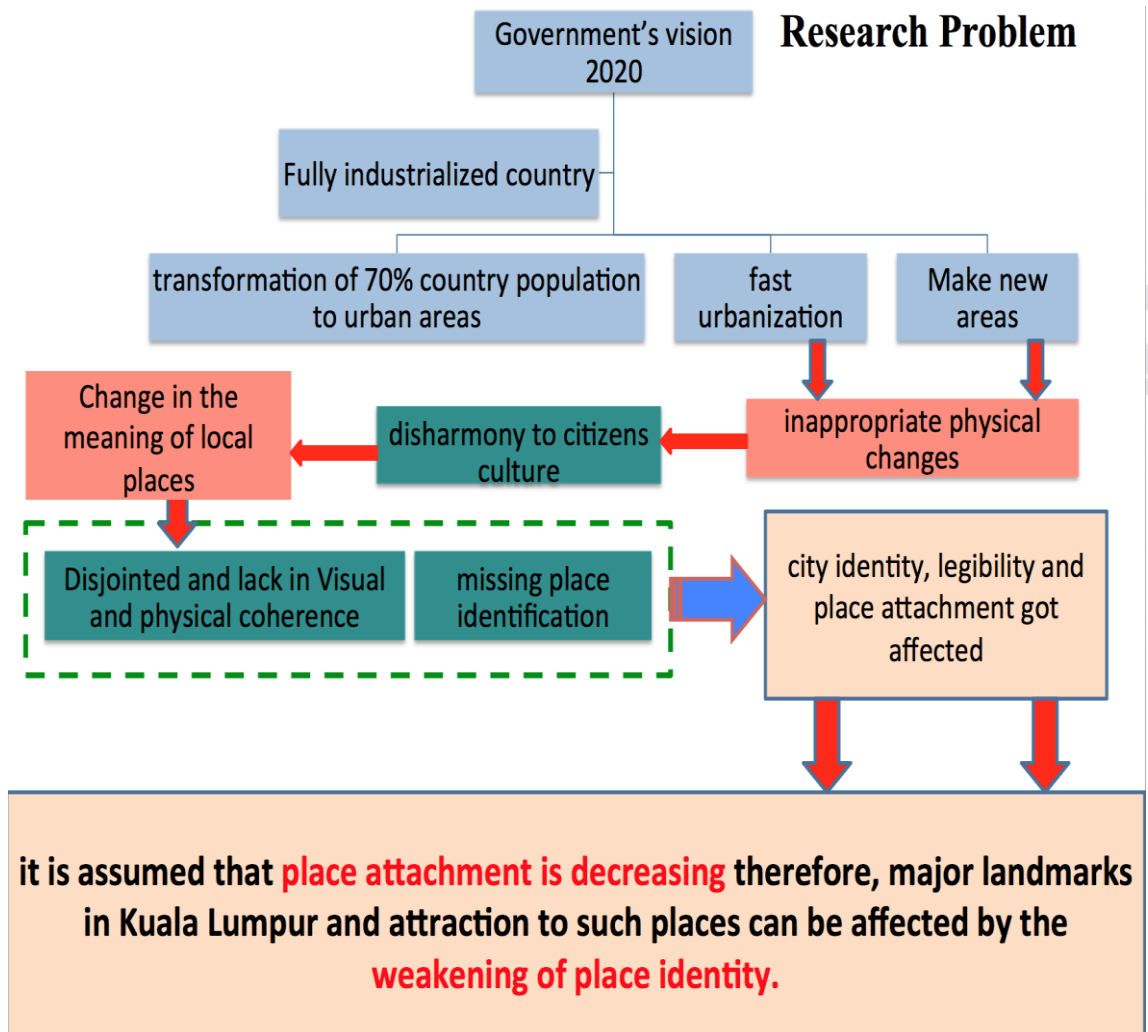 Research Problem
Government's vision
2020
Fully industrialized country
transformation of 70% country population
to urban areas
fast
urbanization
Make new
areas
inappropriate physical
changes
disharmony to citizens
culture
Change in the
meaning of local
places
Disjointed and lack in Visual
and physical coherence
missing place
identification
city identity, legibility and
place attachment got
affected
it is assumed that place attachment is decreasing therefore, major landmarks
in Kuala Lumpur and attraction to such places can be affected by the
weakening of place identity.